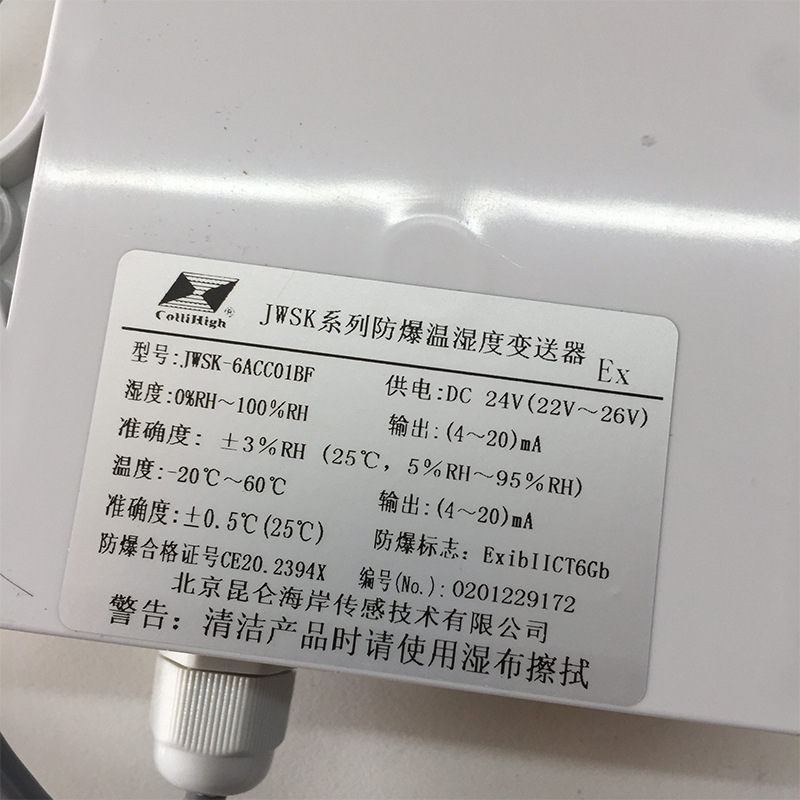 ColliHigh ®
JWSK系列防爆温湿度变送器 Ex
型号:JWSK-6ACC01BF 供电:DC 24V(22V～26V)
湿度:0%RH～100%RH 输出:(4～20)mA
准确度: ±3%RH (25℃, 5%RH～95%RH)
温度:-20℃～60℃ 输出:(4～20)mA
准确度:±0.5℃(25℃) 防爆标志: ExibIICT6Gb
防爆合格证号CE20.2394X 编号(No.):0201229172
北京昆仑海岸传感技术有限公司
警告: 清洁产品时请使用湿布擦拭